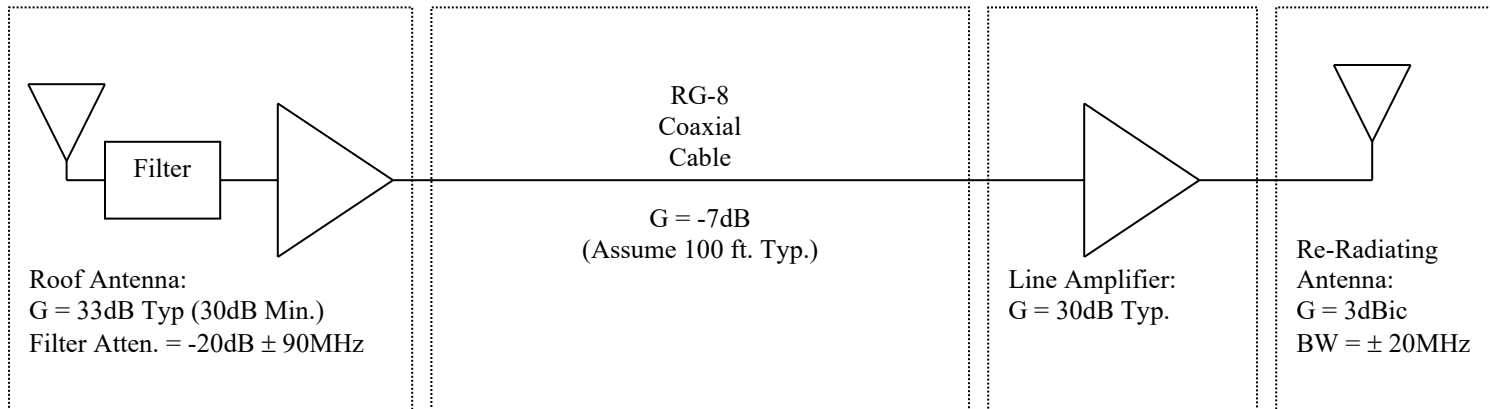 Filter
Roof Antenna:
G = 33dB Typ (30dB Min.)
Filter Atten. = -20dB ± 90MHz
RG-8
Coaxial
Cable
G = -7dB
(Assume 100 ft. Typ.)
Line Amplifier:
G = 30dB Typ.
Re-Radiating
Antenna:
G = 3dBic
BW = ± 20MHz